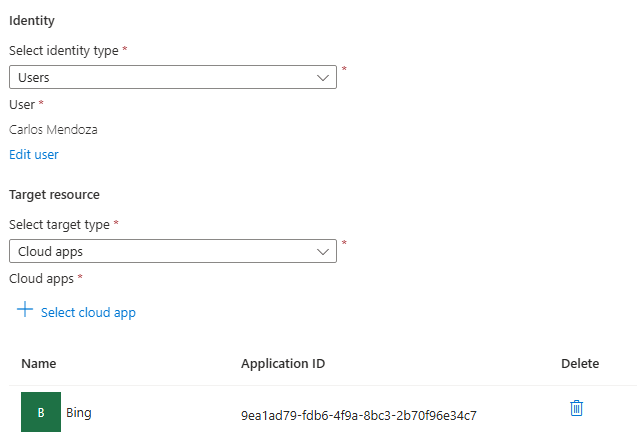 Identity
Select identity type *
Users
*
User *
Carlos Mendoza
Edit user
Target resource
Select target type *
Cloud apps
*
Cloud apps *
Select cloud app
Name Application ID Delete
B Bing 9ea1ad79-fdb6-4f9a-8bc3-2b70f96e34c7